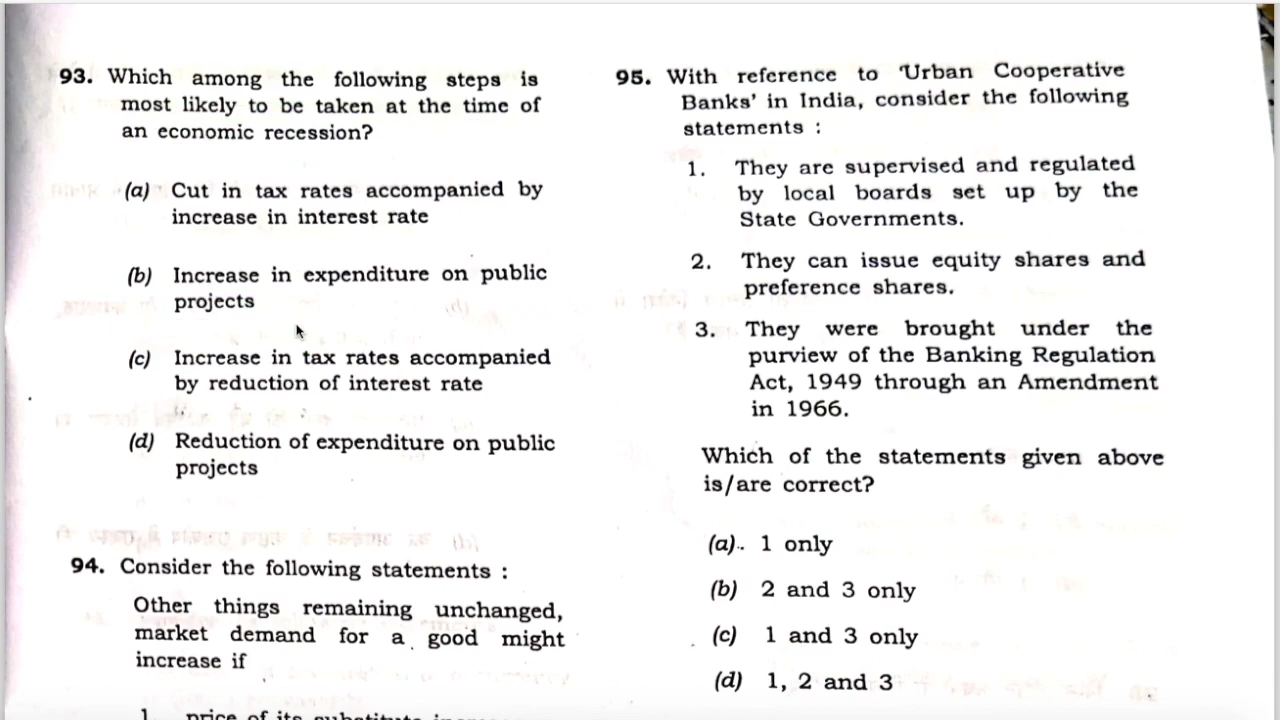 93. Which among the following steps is
most likely to be taken at the time of
an economic recession?
(a) Cut in tax rates accompanied by
increase in interest rate
(b) Increase in expenditure on public
projects
(c) Increase in tax rates accompanied
by reduction of interest rate
(d) Reduction of expenditure on public
projects
94. Consider the following statements :
Other things remaining unchanged,
market demand for a good might
increase if
1. price of its substitute
95. With reference to 'Urban Cooperative
Banks' in India, consider the following
statements :
1. They are supervised and regulated
by local boards set up by the
State Governments.
2. They can issue equity shares and
preference shares.
3. They were brought under the
purview of the Banking Regulation
Act, 1949 through an Amendment
in 1966.
Which of the statements given above
is/are correct?
(a) 1 only
(b) 2 and 3 only
(c) 1 and 3 only
(d) 1, 2 and 3